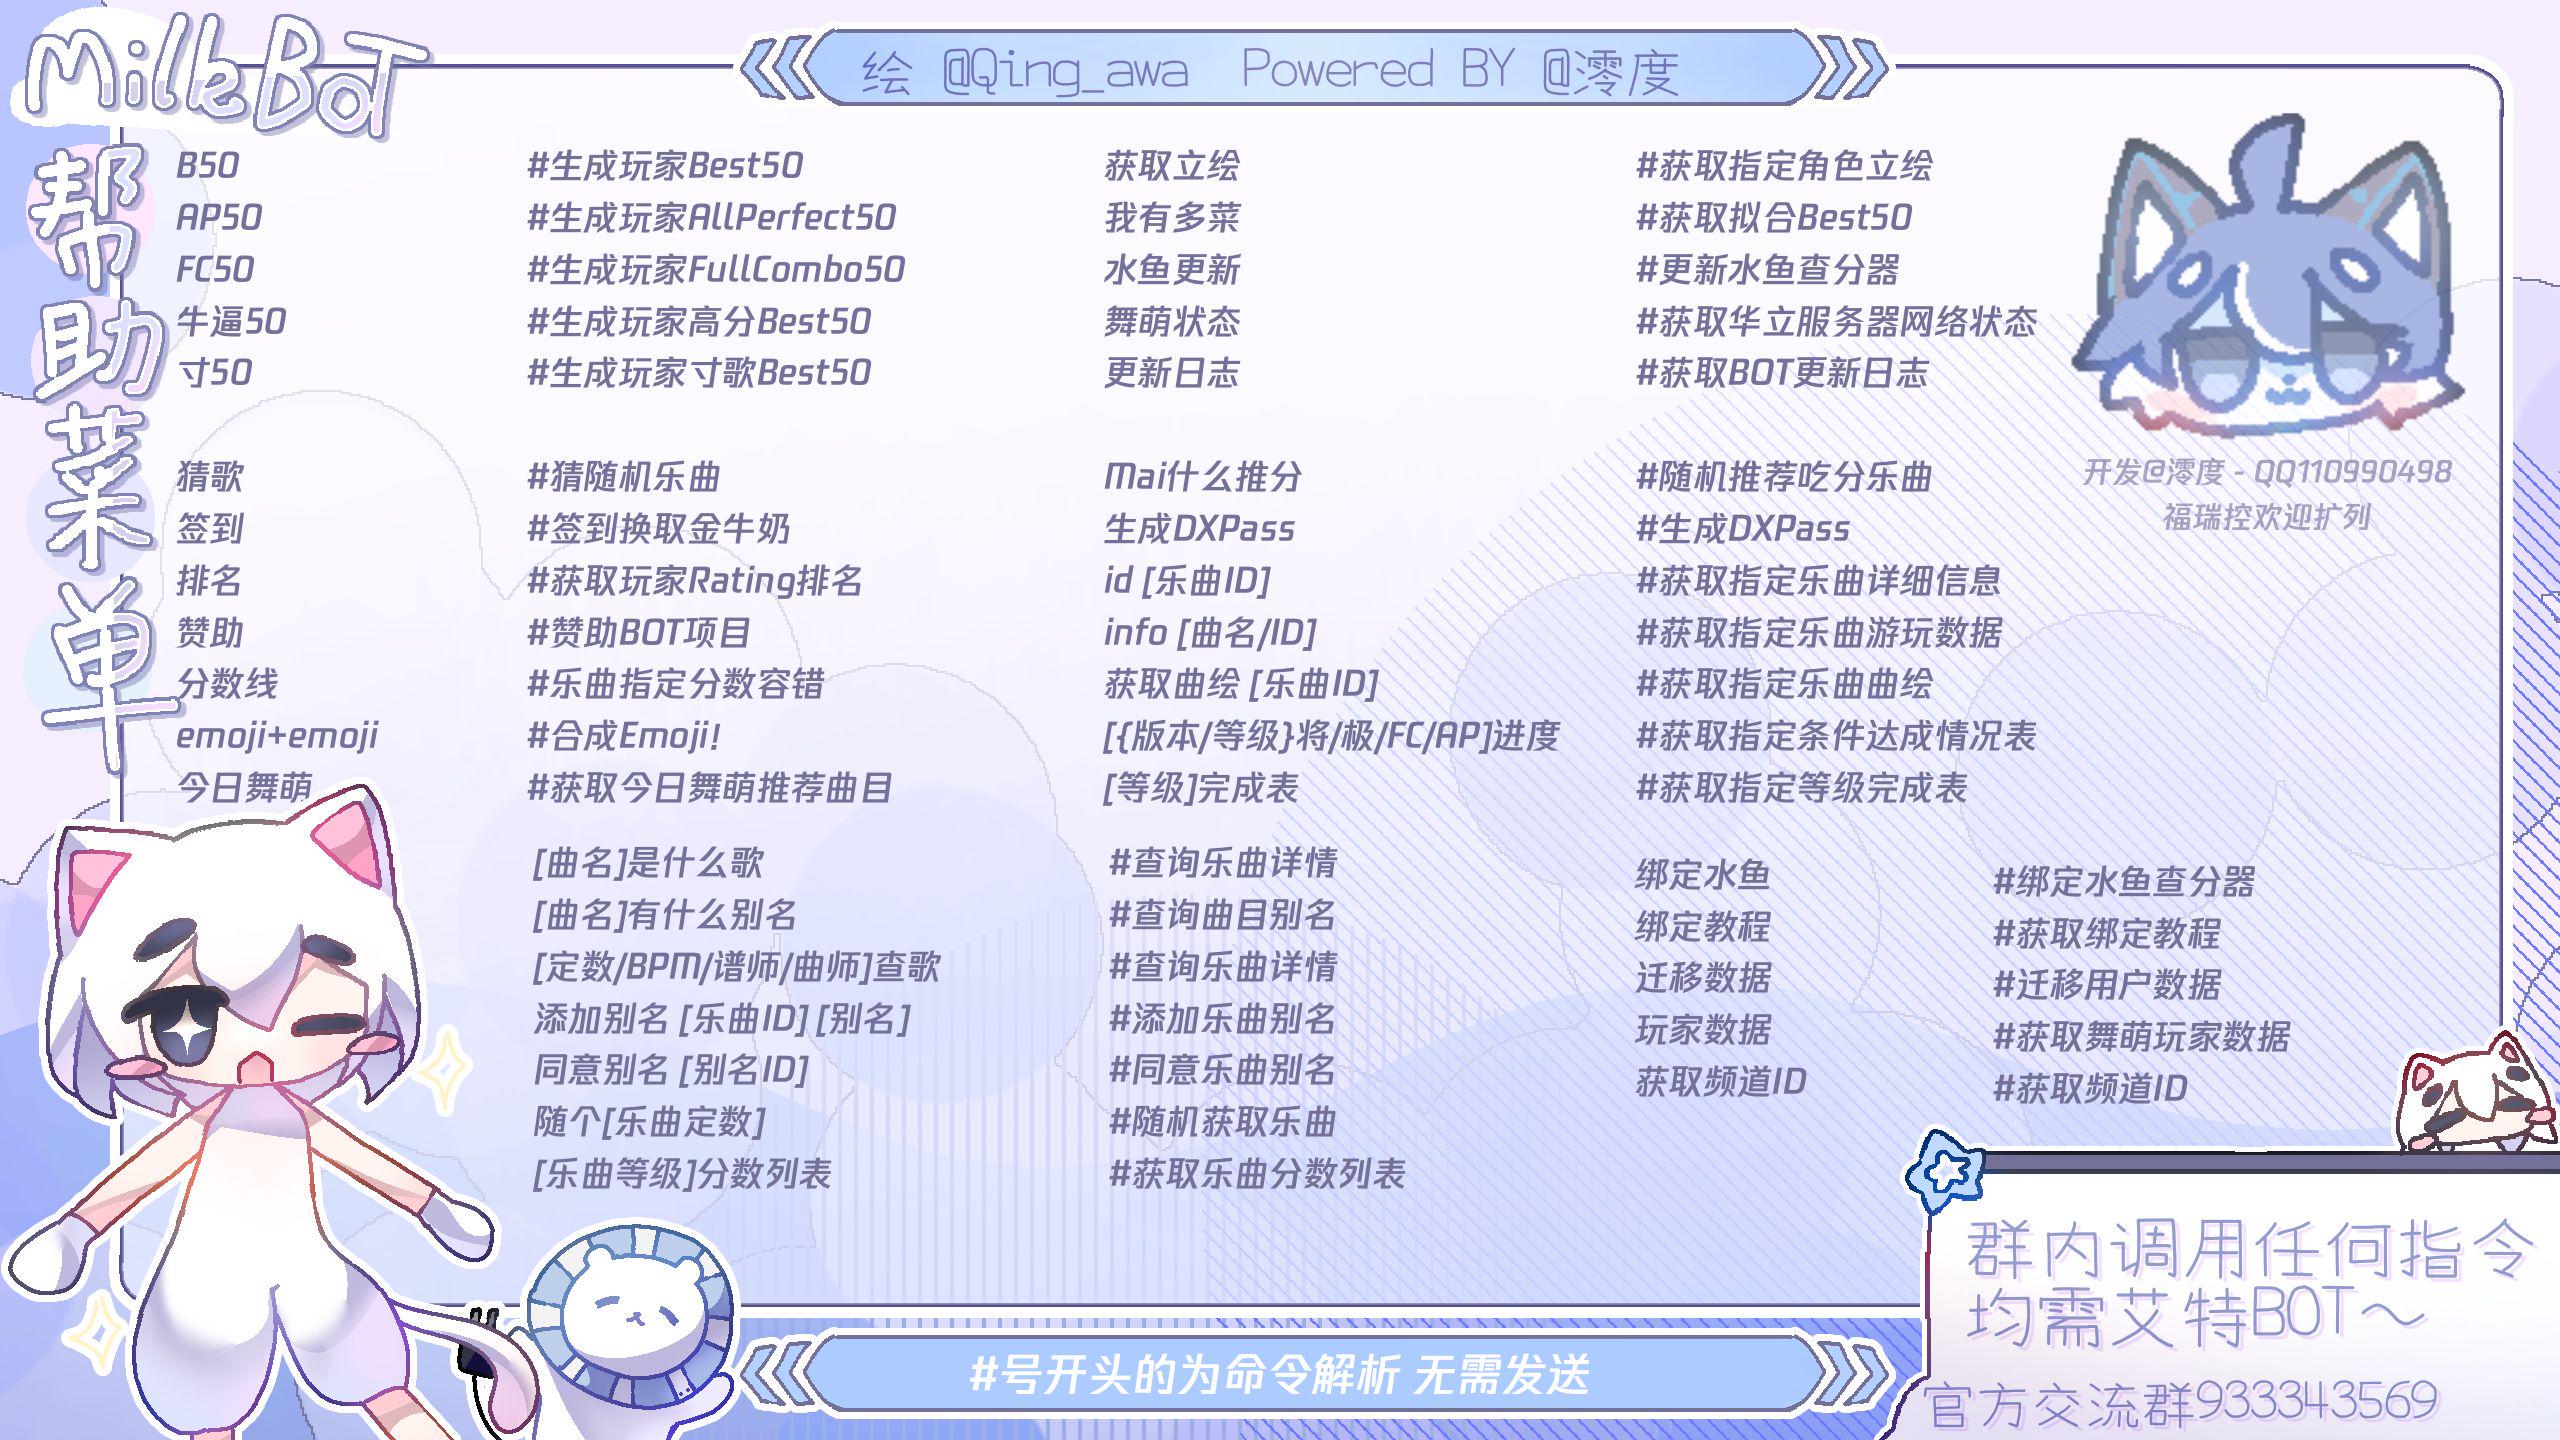 MilkBOT
帮助菜单
绘 @Qing_awa Powered BY @澪度
B50 #生成玩家Best50
AP50 #生成玩家AllPerfect50
FC50 #生成玩家FullCombo50
牛逼50 #生成玩家高分Best50
寸50 #生成玩家寸歌Best50
获取立绘 #获取指定角色立绘
我有多菜 #获取拟合Best50
水鱼更新 #更新水鱼查分器
舞萌状态 #获取华立服务器网络状态
更新日志 #获取BOT更新日志
开发@澪度 - QQ110990498
福瑞控欢迎扩列
猜歌 #猜随机乐曲
签到 #签到换取金牛奶
排名 #获取玩家Rating排名
赞助 #赞助BOT项目
分数线 #乐曲指定分数容错
emoji+emoji #合成Emoji!
今日舞萌 #获取今日舞萌推荐曲目
Mai什么推分 #随机推荐吃分乐曲
生成DXPass #生成DXPass
id [乐曲ID] #获取指定乐曲详细信息
info [曲名/ID] #获取指定乐曲游玩数据
获取曲绘 [乐曲ID] #获取指定乐曲曲绘
[{版本/等级}将/极/FC/AP]进度 #获取指定条件达成情况表
[等级]完成表 #获取指定等级完成表
[曲名]是什么歌 #查询乐曲详情
[曲名]有什么别名 #查询曲目别名
[定数/BPM/谱师/曲师]查歌 #查询乐曲详情
添加别名 [乐曲ID] [别名] #添加乐曲别名
同意别名 [别名ID] #同意乐曲别名
随个[乐曲定数] #随机获取乐曲
[乐曲等级]分数列表 #获取乐曲分数列表
绑定水鱼 #绑定水鱼查分器
绑定教程 #获取绑定教程
迁移数据 #迁移用户数据
玩家数据 #获取舞萌玩家数据
获取频道ID #获取频道ID
群内调用任何指令
均需艾特BOT～
官方交流群933343569
#号开头的为命令解析 无需发送